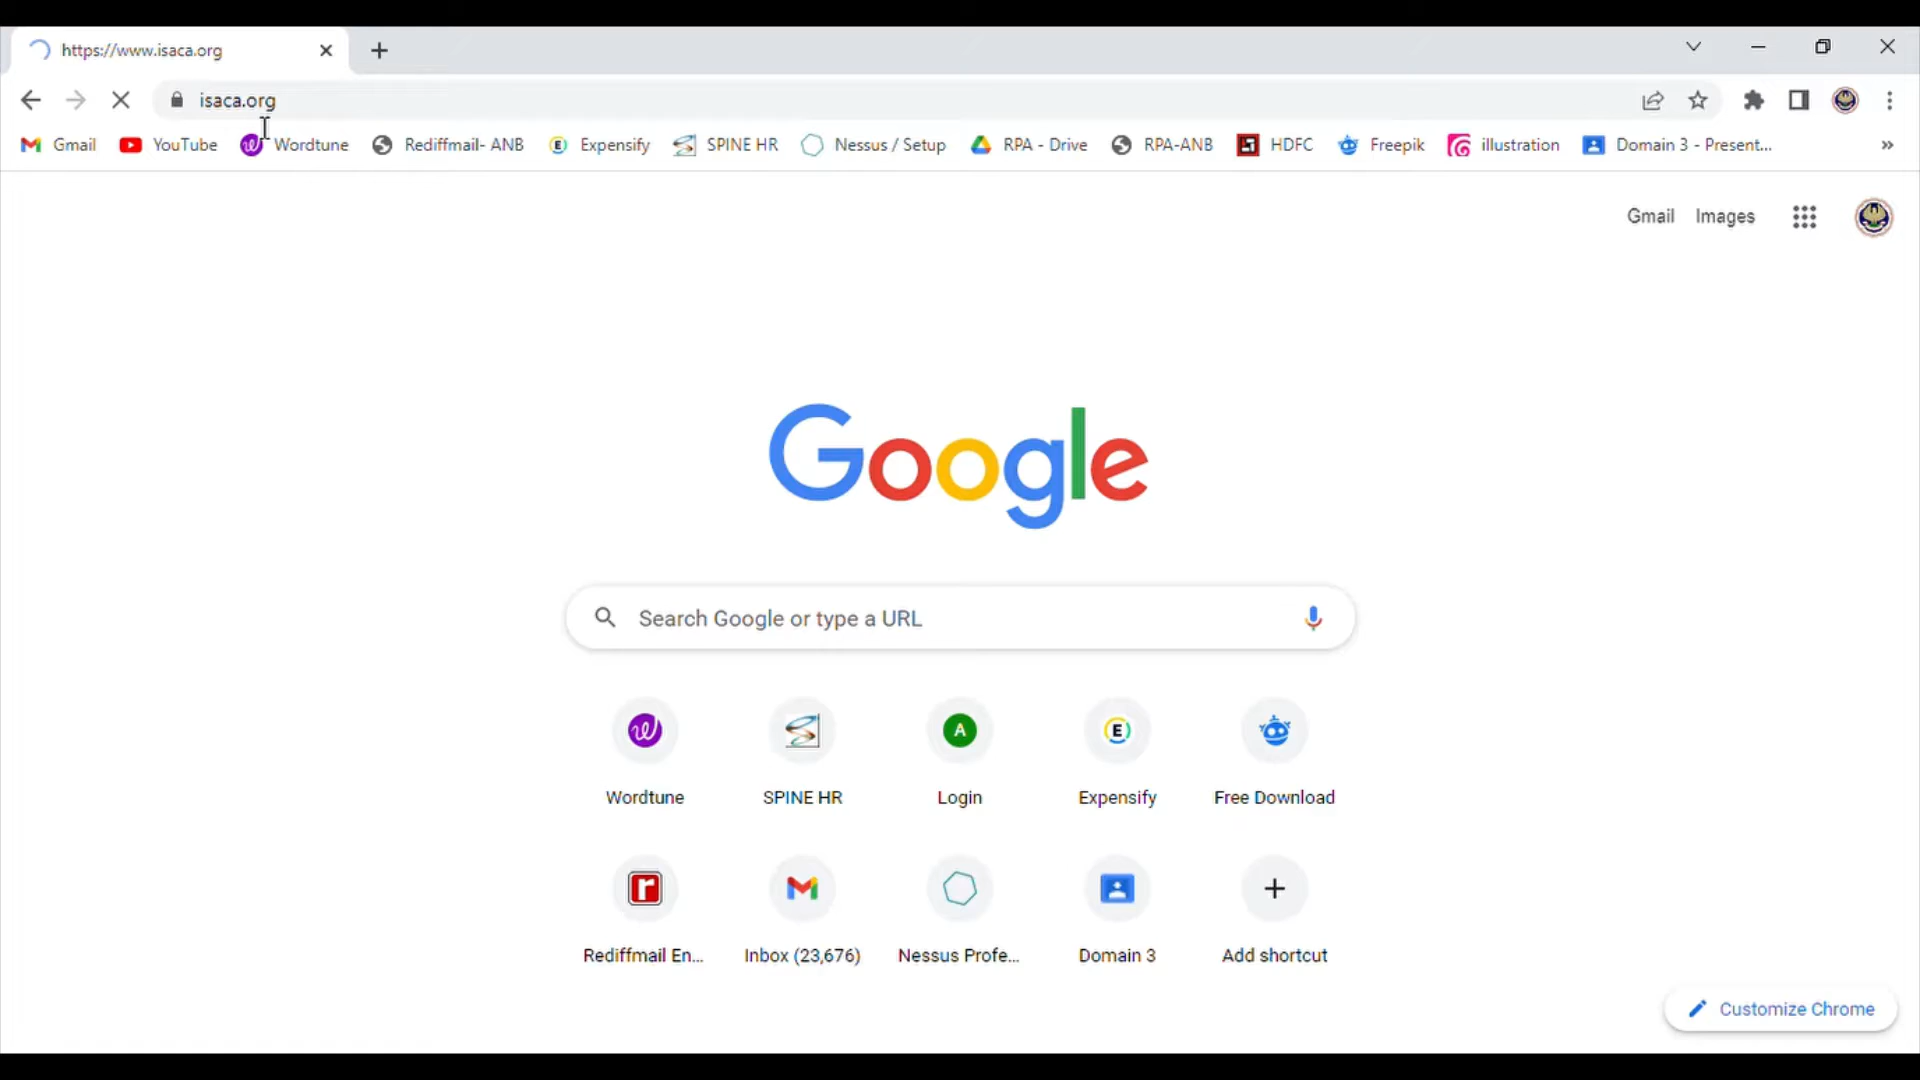 https://www.isaca.org
isaca.org
Gmail YouTube Wordtune Rediffmail- ANB Expensify SPINE HR Nessus / Setup RPA - Drive RPA-ANB HDFC Freepik illustration Domain 3 - Present...
Gmail Images
Google
Search Google or type a URL
Wordtune SPINE HR Login Expensify Free Download
Rediffmail En... Inbox (23,676) Nessus Profe... Domain 3 Add shortcut
Customize Chrome